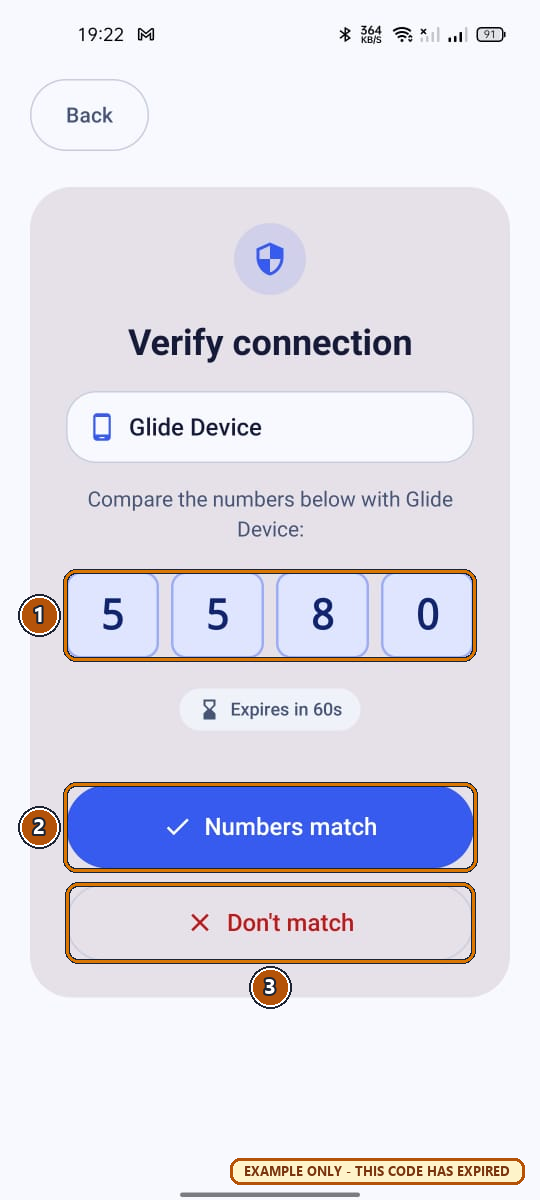 19:22
364
KB/S
91
Back
Verify connection
Glide Device
Compare the numbers below with Glide
Device:
1
5 5 8 0
Expires in 60s
2
Numbers match
Don't match
3
EXAMPLE ONLY - THIS CODE HAS EXPIRED